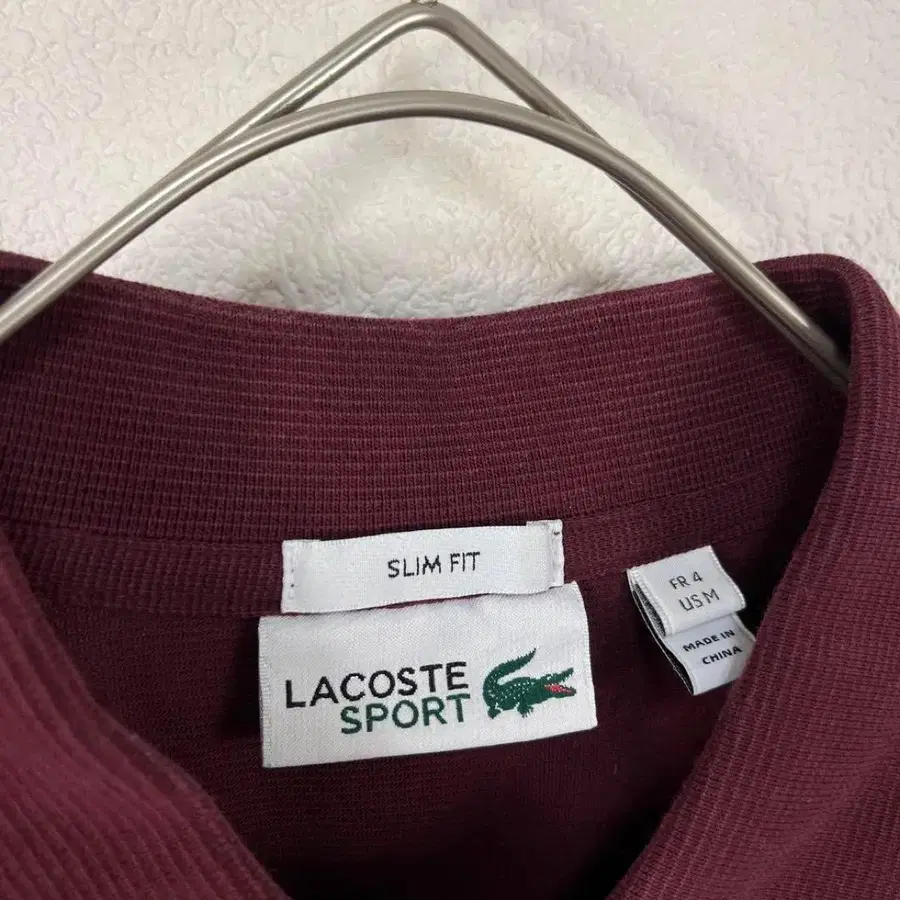 SLIM FIT
LACOSTE
SPORT
FR 4
US M
MADE IN
CHINA